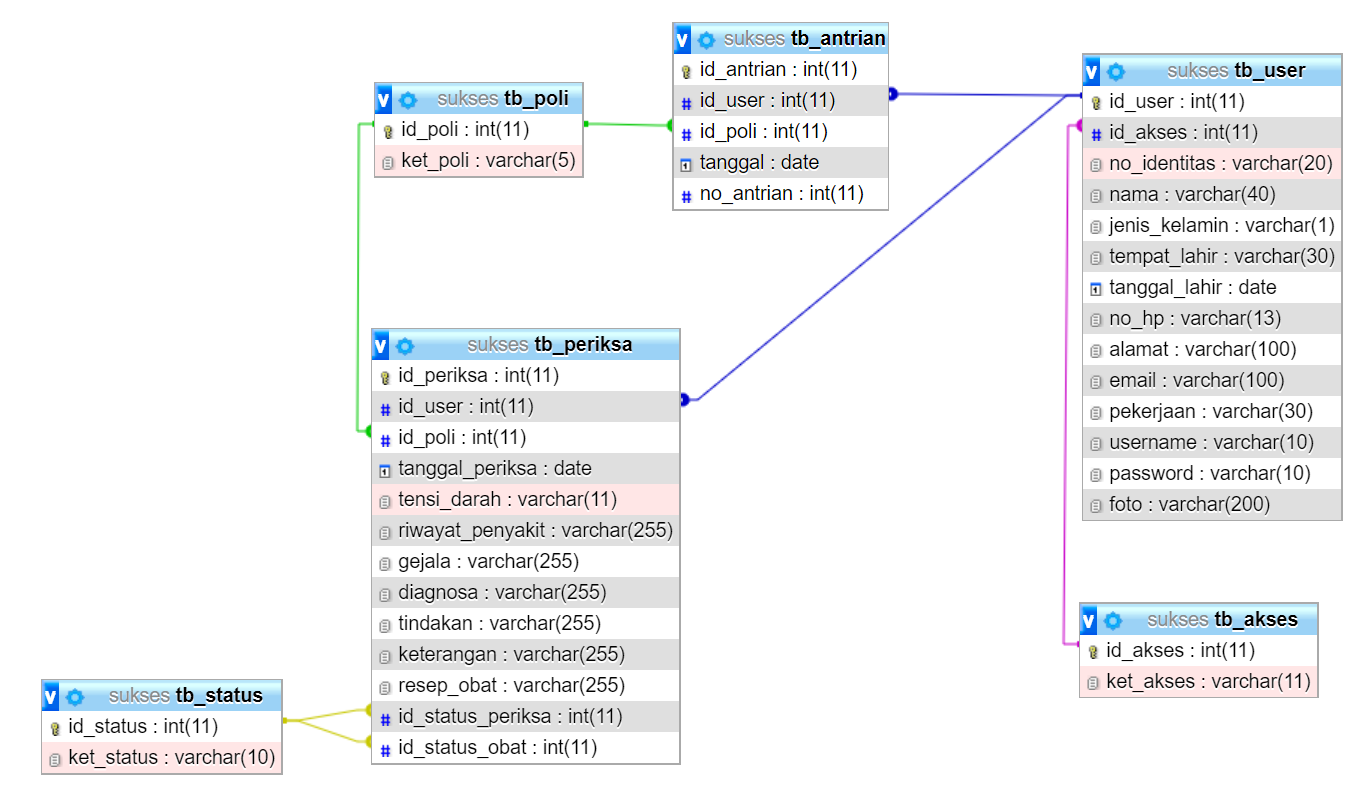 v sukses tb_antrian
id_antrian : int(11)
# id_user : int(11)
# id_poli : int(11)
tanggal : date
# no_antrian : int(11)
v sukses tb_user
id_user : int(11)
# id_akses : int(11)
no_identitas : varchar(20)
nama : varchar(40)
jenis_kelamin : varchar(1)
tempat_lahir : varchar(30)
tanggal_lahir : date
no_hp : varchar(13)
alamat : varchar(100)
email : varchar(100)
pekerjaan : varchar(30)
username : varchar(10)
password : varchar(10)
foto : varchar(200)
v sukses tb_poli
id_poli : int(11)
ket_poli : varchar(5)
v sukses tb_periksa
id_periksa : int(11)
# id_user : int(11)
# id_poli : int(11)
tanggal_periksa : date
tensi_darah : varchar(11)
riwayat_penyakit : varchar(255)
gejala : varchar(255)
diagnosa : varchar(255)
tindakan : varchar(255)
keterangan : varchar(255)
resep_obat : varchar(255)
# id_status_periksa : int(11)
# id_status_obat : int(11)
v sukses tb_akses
id_akses : int(11)
ket_akses : varchar(11)
v sukses tb_status
id_status : int(11)
ket_status : varchar(10)